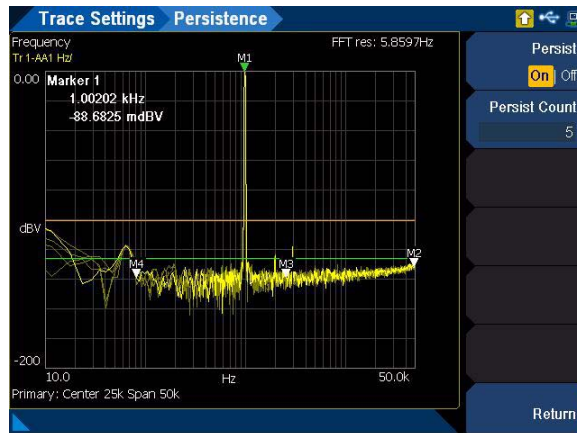 Trace Settings Persistence
Frequency
FFT res: 5.8597Hz
Tr 1-AA1 Hz/
M1
0.00
Marker 1
1.00202 kHz
-88.6825 mdBV
dBV
M4
M3
M2
-200
10.0
Hz
50.0k
Primary: Center 25k Span 50k
Persist
On | Off
Persist Count
5
Return